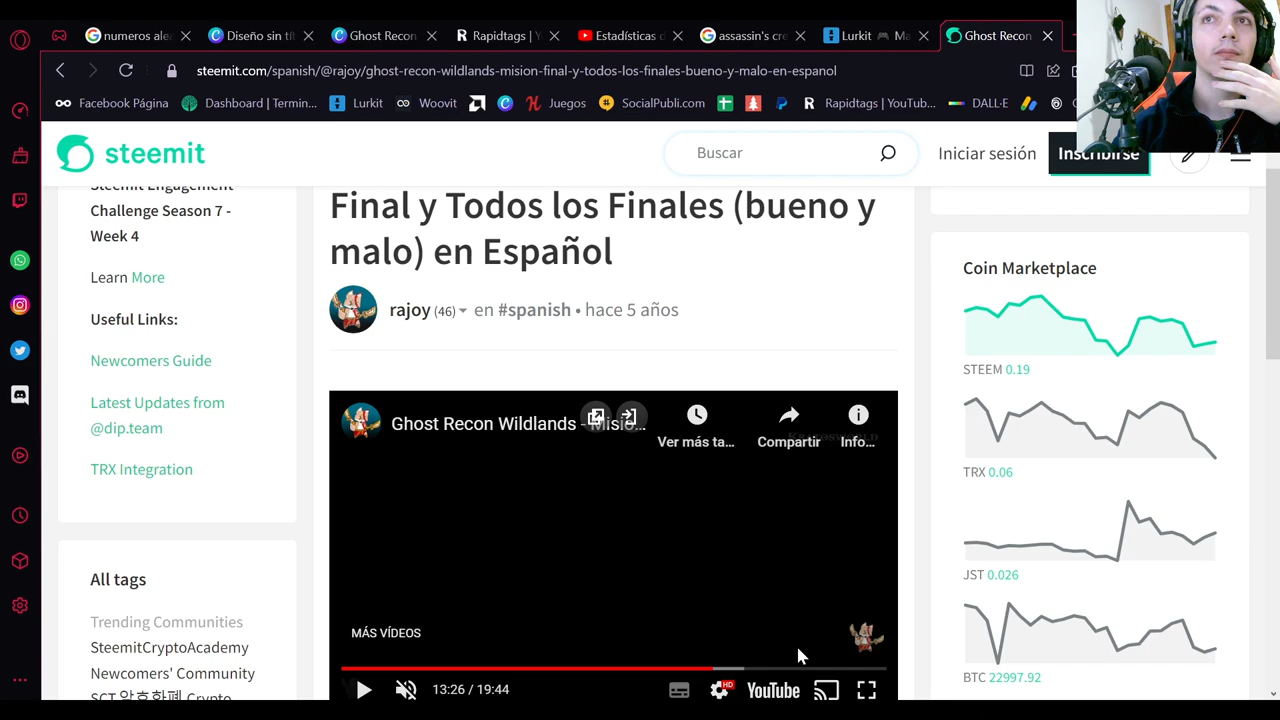 numeros alea
Diseño sin tít
Ghost Recon
Rapidtags | Y
Estadísticas d
assassin's cre
Lurkit 🎮 Ma
Ghost Recon
steemit.com/spanish/@rajoy/ghost-recon-wildlands-mision-final-y-todos-los-finales-bueno-y-malo-en-espanol
Facebook Página
Dashboard | Termin...
Lurkit
Woovit
Juegos
SocialPubli.com
Rapidtags | YouTub...
DALL·E
steemit
Buscar
Iniciar sesión
Inscribirse
Steemit Engagement
Challenge Season 7 -
Week 4
Learn More
Useful Links:
Newcomers Guide
Latest Updates from
@dip.team
TRX Integration
All tags
Trending Communities
SteemitCryptoAcademy
Newcomers' Community
Final y Todos los Finales (bueno y
malo) en Español
rajoy (46) en #spanish • hace 5 años
Ghost Recon Wildlands - Misio...
Ver más ta...
Compartir
Info...
MÁS VÍDEOS
13:26 / 19:44
HD
YouTube
Coin Marketplace
STEEM 0.19
TRX 0.06
JST 0.026
BTC 22997.92